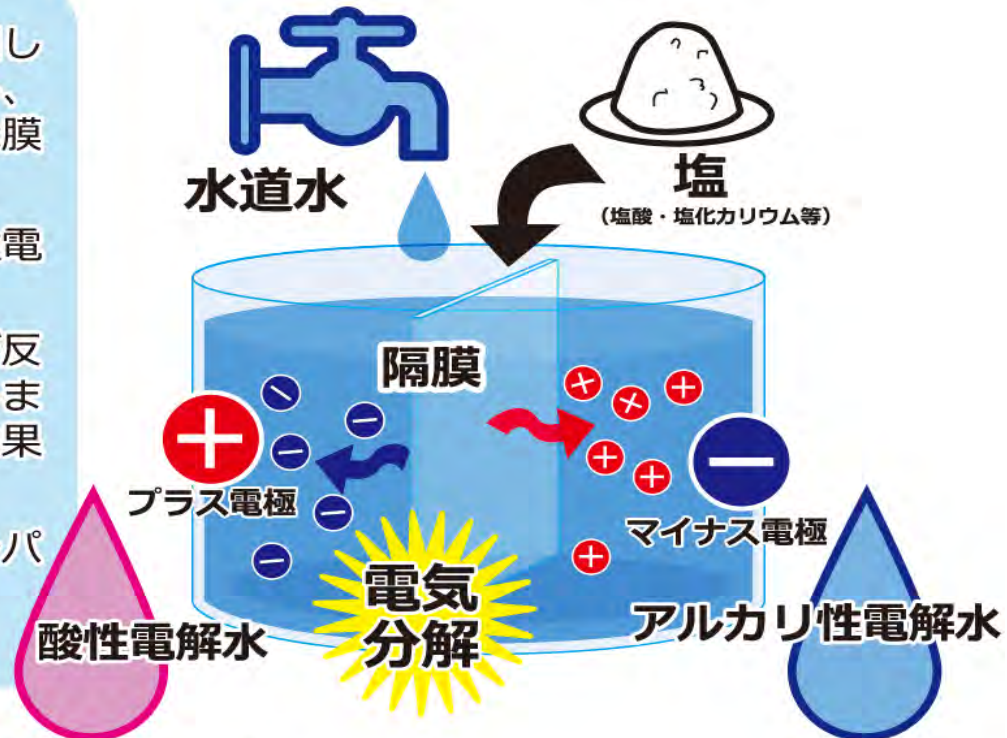 し
、
膜
電
反
ま
果
パ
水道水
塩
（塩酸・塩化カリウム等）
隔膜
プラス電極
マイナス電極
電気
分解
酸性電解水
アルカリ性電解水